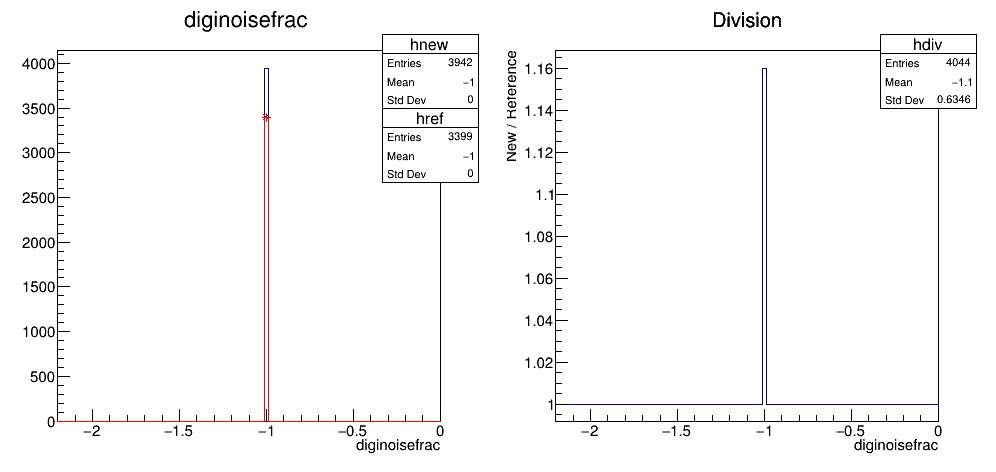 diginoisefrac
hnew
Entries 3942
Mean −1
Std Dev 0
href
Entries 3399
Mean −1
Std Dev 0
4000
3500
3000
2500
2000
1500
1000
500
0
−2 −1.5 −1 −0.5 0
diginoisefrac
Division
hdiv
Entries 4044
Mean −1.1
Std Dev 0.6346
New / Reference
1.16
1.14
1.12
1.1
1.08
1.06
1.04
1.02
1
−2 −1.5 −1 −0.5 0
diginoisefrac